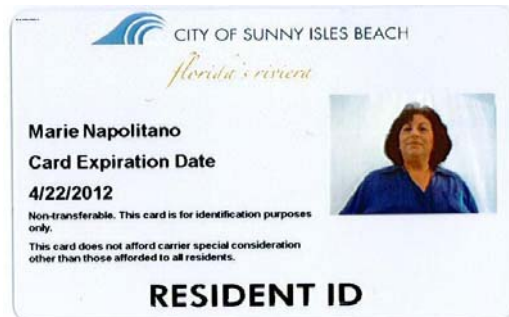 CITY OF SUNNY ISLES BEACH
florida's riviera
Marie Napolitano
Card Expiration Date
4/22/2012
Non-transferable. This card is for identification purposes
only.
This card does not afford carrier special consideration
other than those afforded to all residents.
RESIDENT ID